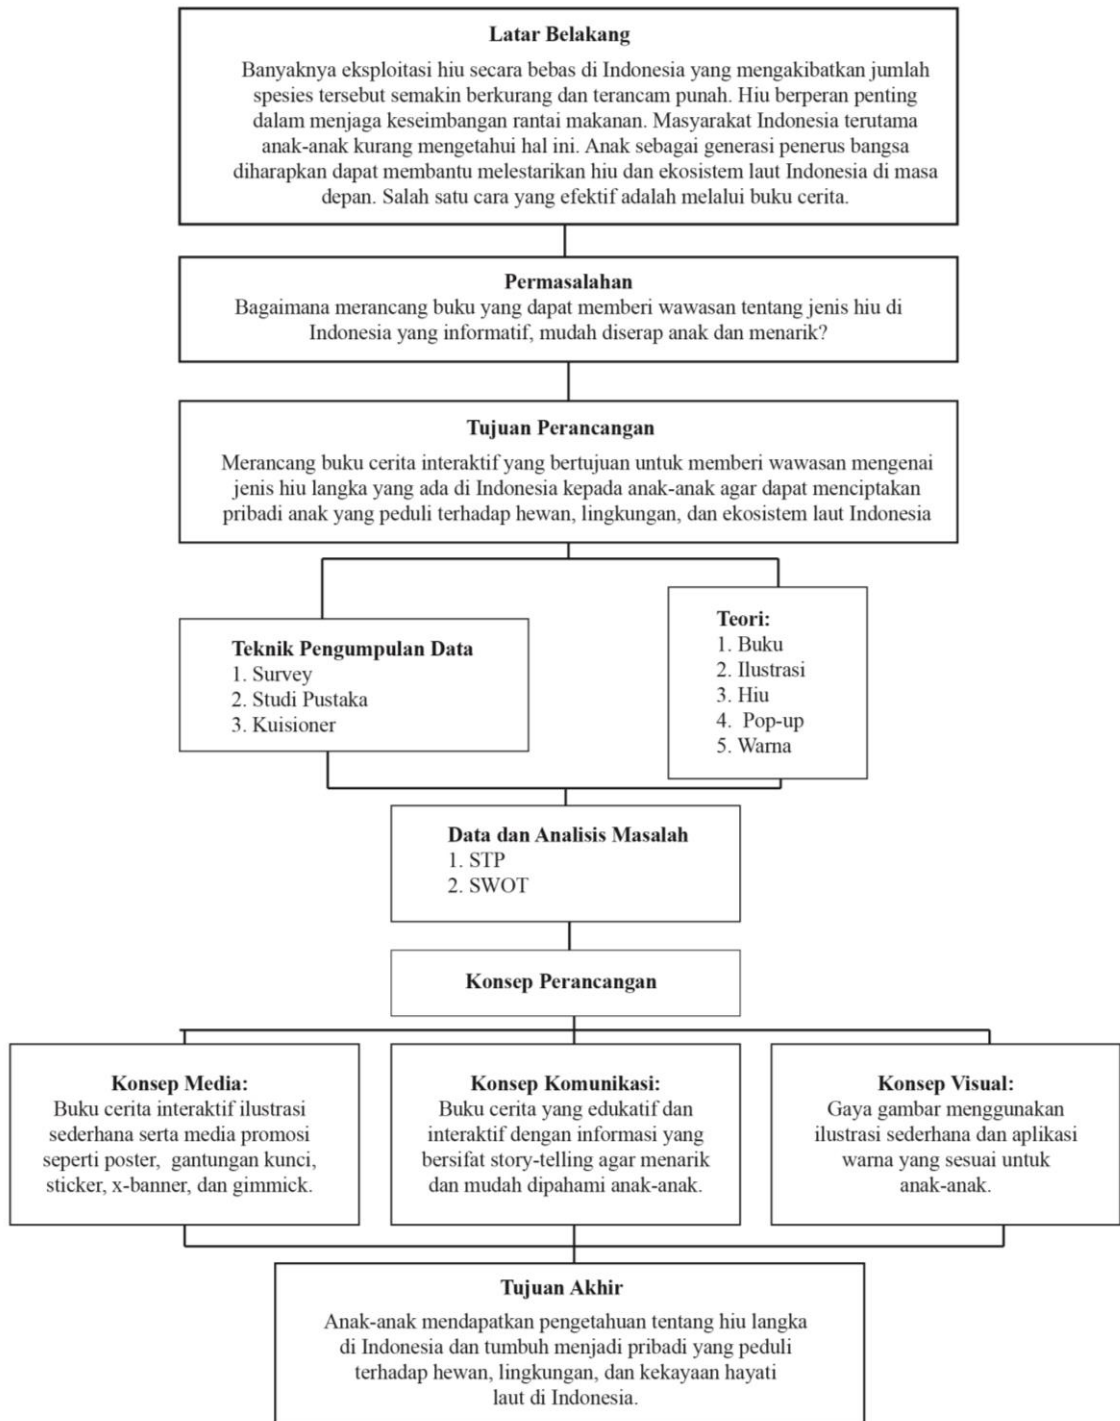 Latar Belakang
Banyaknya eksploitasi hiu secara bebas di Indonesia yang mengakibatkan jumlah
spesies tersebut semakin berkurang dan terancam punah. Hiu berperan penting
dalam menjaga keseimbangan rantai makanan. Masyarakat Indonesia terutama
anak-anak kurang mengetahui hal ini. Anak sebagai generasi penerus bangsa
diharapkan dapat membantu melestarikan hiu dan ekosistem laut Indonesia di masa
depan. Salah satu cara yang efektif adalah melalui buku cerita.
Permasalahan
Bagaimana merancang buku yang dapat memberi wawasan tentang jenis hiu di
Indonesia yang informatif, mudah diserap anak dan menarik?
Tujuan Perancangan
Merancang buku cerita interaktif yang bertujuan untuk memberi wawasan mengenai
jenis hiu langka yang ada di Indonesia kepada anak-anak agar dapat menciptakan
pribadi anak yang peduli terhadap hewan, lingkungan, dan ekosistem laut Indonesia
Teknik Pengumpulan Data
1. Survey
2. Studi Pustaka
3. Kuisioner
Teori:
1. Buku
2. Ilustrasi
3. Hiu
4. Pop-up
5. Warna
Data dan Analisis Masalah
1. STP
2. SWOT
Konsep Perancangan
Konsep Media:
Buku cerita interaktif ilustrasi
sederhana serta media promosi
seperti poster, gantungan kunci,
sticker, x-banner, dan gimmick.
Konsep Komunikasi:
Buku cerita yang edukatif dan
interaktif dengan informasi yang
bersifat story-telling agar menarik
dan mudah dipahami anak-anak.
Konsep Visual:
Gaya gambar menggunakan
ilustrasi sederhana dan aplikasi
warna yang sesuai untuk
anak-anak.
Tujuan Akhir
Anak-anak mendapatkan pengetahuan tentang hiu langka
di Indonesia dan tumbuh menjadi pribadi yang peduli
terhadap hewan, lingkungan, dan kekayaan hayati
laut di Indonesia.